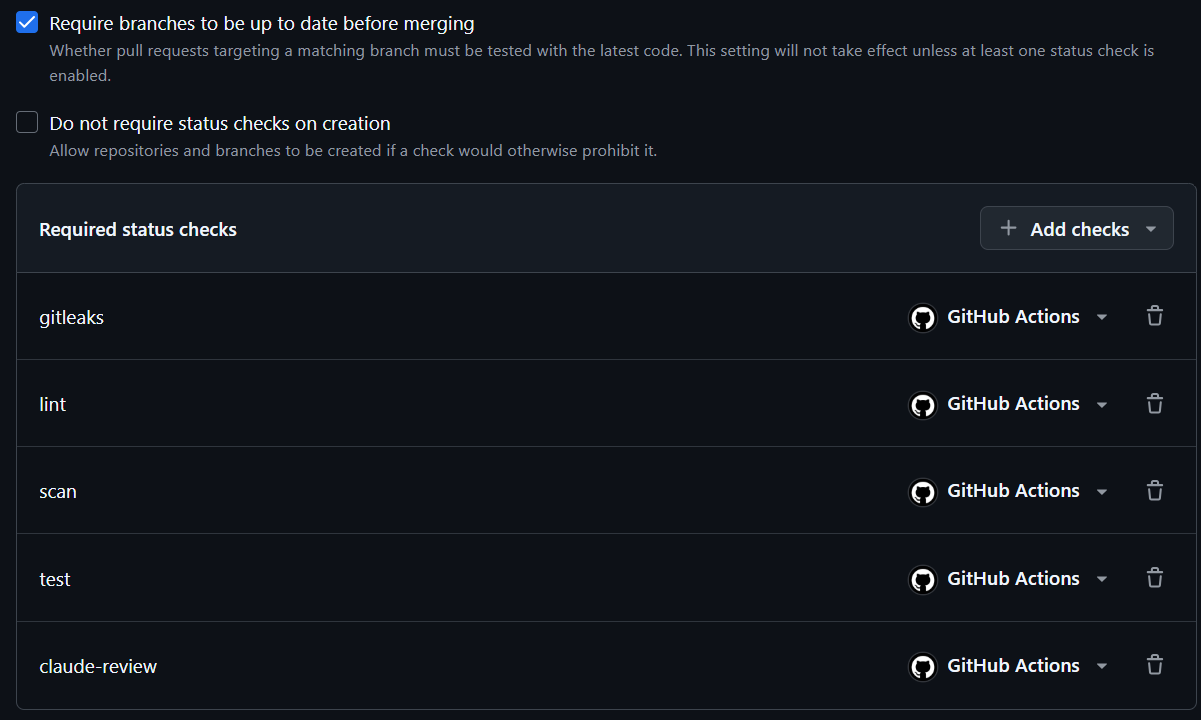 Require branches to be up to date before merging
Whether pull requests targeting a matching branch must be tested with the latest code. This setting will not take effect unless at least one status check is
enabled.
Do not require status checks on creation
Allow repositories and branches to be created if a check would otherwise prohibit it.
Required status checks
Add checks
gitleaks
GitHub Actions
lint
GitHub Actions
scan
GitHub Actions
test
GitHub Actions
claude-review
GitHub Actions